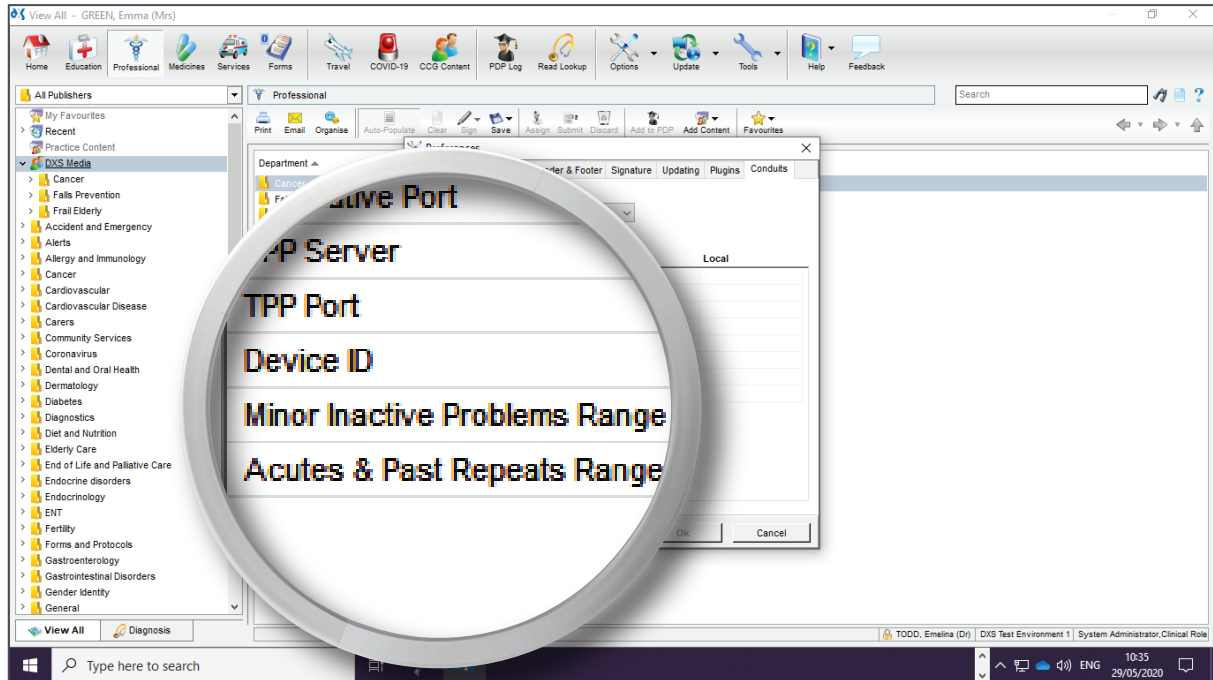 View All - GREEN, Emma (Mrs)
Home Education Professional Medicines Services 0 Forms Travel COVID-19 CCG Content PDP Log Read Lookup Options Update Tools Help Feedback
All Publishers
Professional
Search
My Favourites
Recent
Practice Content
DXS Media
Cancer
Falls Prevention
Frail Elderly
Accident and Emergency
Alerts
Allergy and Immunology
Cancer
Cardiovascular
Cardiovascular Disease
Carers
Community Services
Coronavirus
Dental and Oral Health
Dermatology
Diabetes
Diagnostics
Diet and Nutrition
Elderly Care
End of Life and Palliative Care
Endocrine disorders
Endocrinology
ENT
Fertility
Forms and Protocols
Gastroenterology
Gastrointestinal Disorders
Gender Identity
General
View All Diagnosis
Print Email Organise Auto-Populate Clear Sign Save Assign Submit Discard Add to PDP Add Content Favourites
Department
Cancer
Preferences
& Footer Signature Updating Plugins Conduits
Local
Port
Server
TPP Port
Device ID
Minor Inactive Problems Range
Acutes & Past Repeats Range
Ok Cancel
TODD, Emelina (Dr) DXS Test Environment 1 System Administrator,Clinical Role
Type here to search
ENG
10:35
29/05/2020